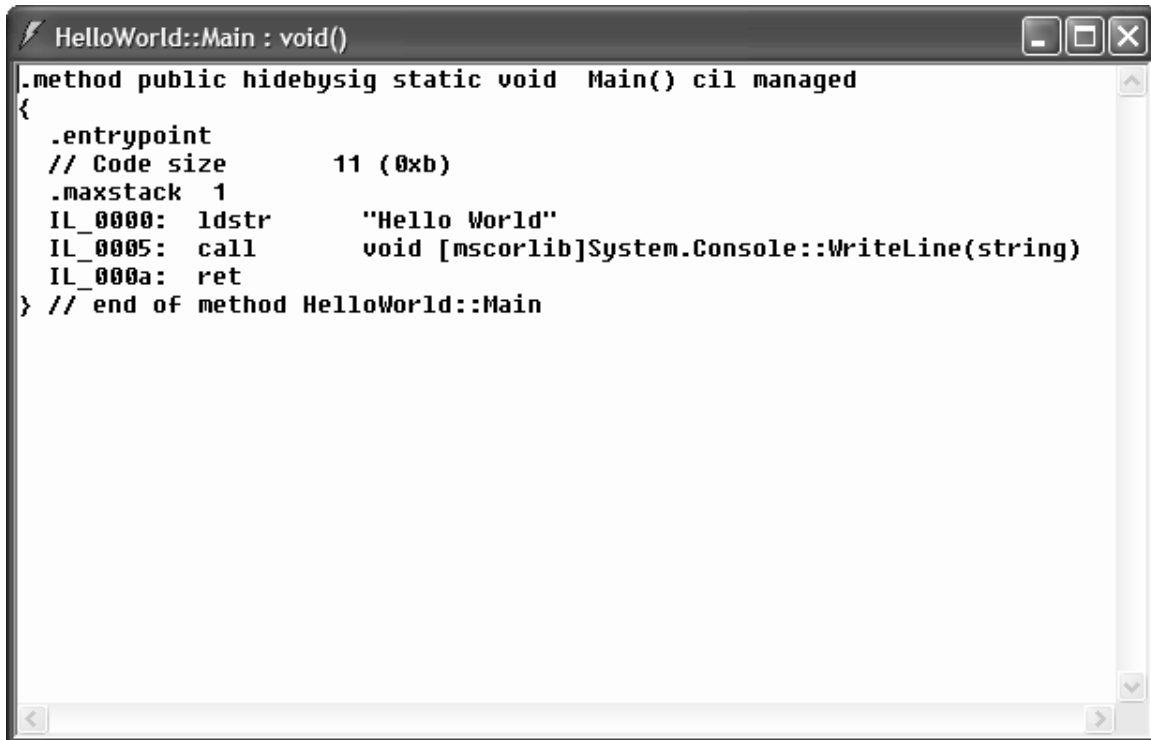 HelloWorld::Main : void()
.method public hidebysig static void  Main() cil managed
{
  .entrypoint
  // Code size       11 (0xb)
  .maxstack  1
  IL_0000:  ldstr      "Hello World"
  IL_0005:  call       void [mscorlib]System.Console::WriteLine(string)
  IL_000a:  ret
} // end of method HelloWorld::Main